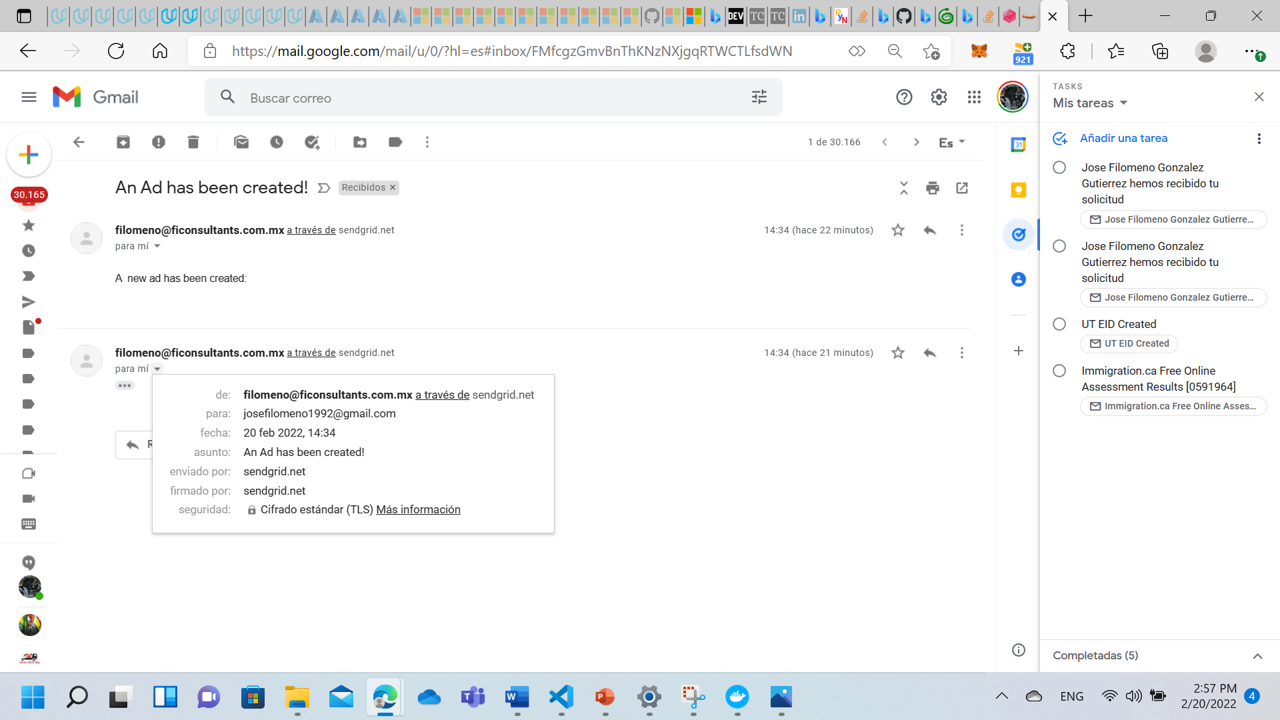 https://mail.google.com/mail/u/0/?hl=es#inbox/FMfcgzGmvBnThKNzNXjgqRTWCTLfsdWN
921
Gmail
Buscar correo
1 de 30.166
Es
30.165
An Ad has been created!
Recibidos ×
filomeno@ficonsultants.com.mx a través de sendgrid.net
14:34 (hace 22 minutos)
para mí
A new ad has been created:
filomeno@ficonsultants.com.mx a través de sendgrid.net
14:34 (hace 21 minutos)
para mí
de: filomeno@ficonsultants.com.mx a través de sendgrid.net
para: josefilomeno1992@gmail.com
fecha: 20 feb 2022, 14:34
asunto: An Ad has been created!
enviado por: sendgrid.net
firmado por: sendgrid.net
seguridad: Cifrado estándar (TLS) Más información
TASKS
Mis tareas
Añadir una tarea
Jose Filomeno Gonzalez
Gutierrez hemos recibido tu
solicitud
Jose Filomeno Gonzalez Gutierre...
Jose Filomeno Gonzalez
Gutierrez hemos recibido tu
solicitud
Jose Filomeno Gonzalez Gutierre...
UT EID Created
UT EID Created
Immigration.ca Free Online
Assessment Results [0591964]
Immigration.ca Free Online Asses...
Completadas (5)
ENG
2:57 PM
2/20/2022
4